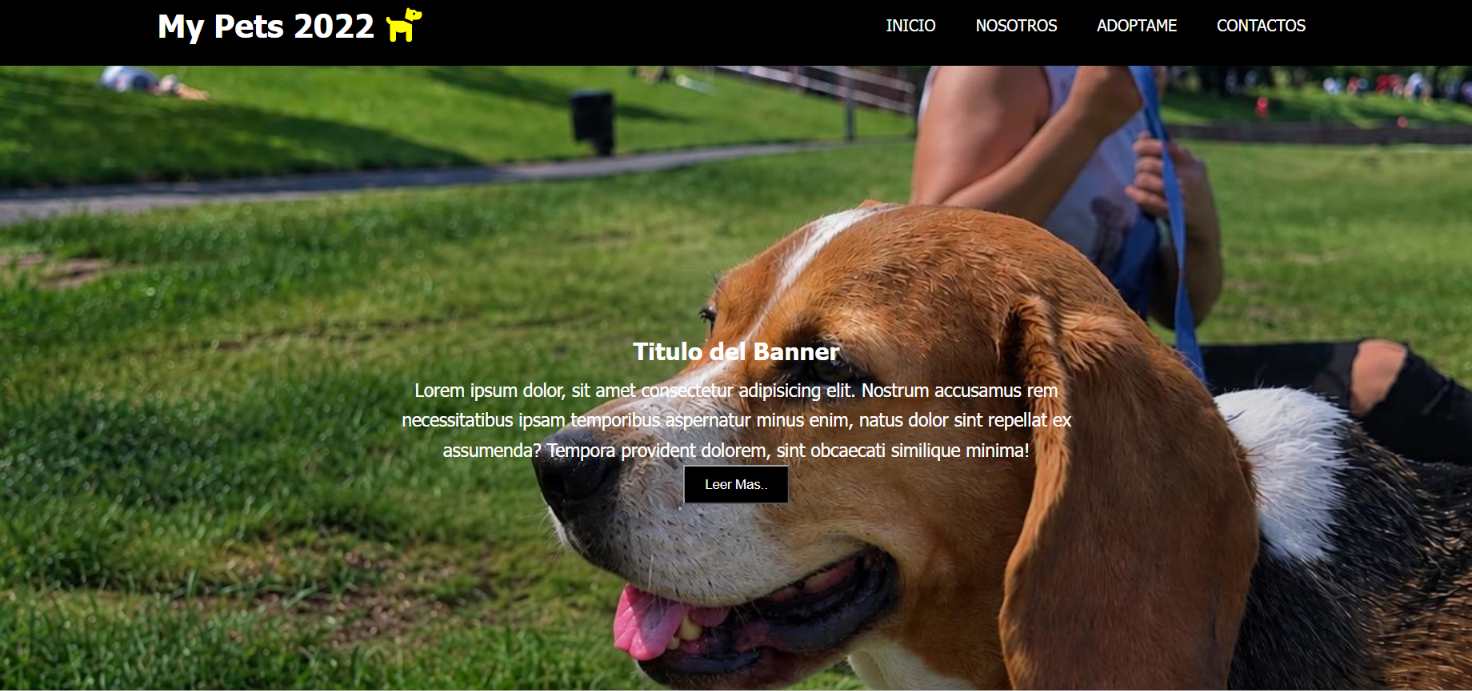 My Pets 2022
INICIO NOSOTROS ADOPTAME CONTACTOS
Titulo del Banner
Lorem ipsum dolor, sit amet consectetur adipisicing elit. Nostrum accusamus rem
necessitatibus ipsam temporibus aspernatur minus enim, natus dolor sint repellat ex
assumenda? Tempora provident dolorem, sint obcaecati similique minima!
Leer Mas..